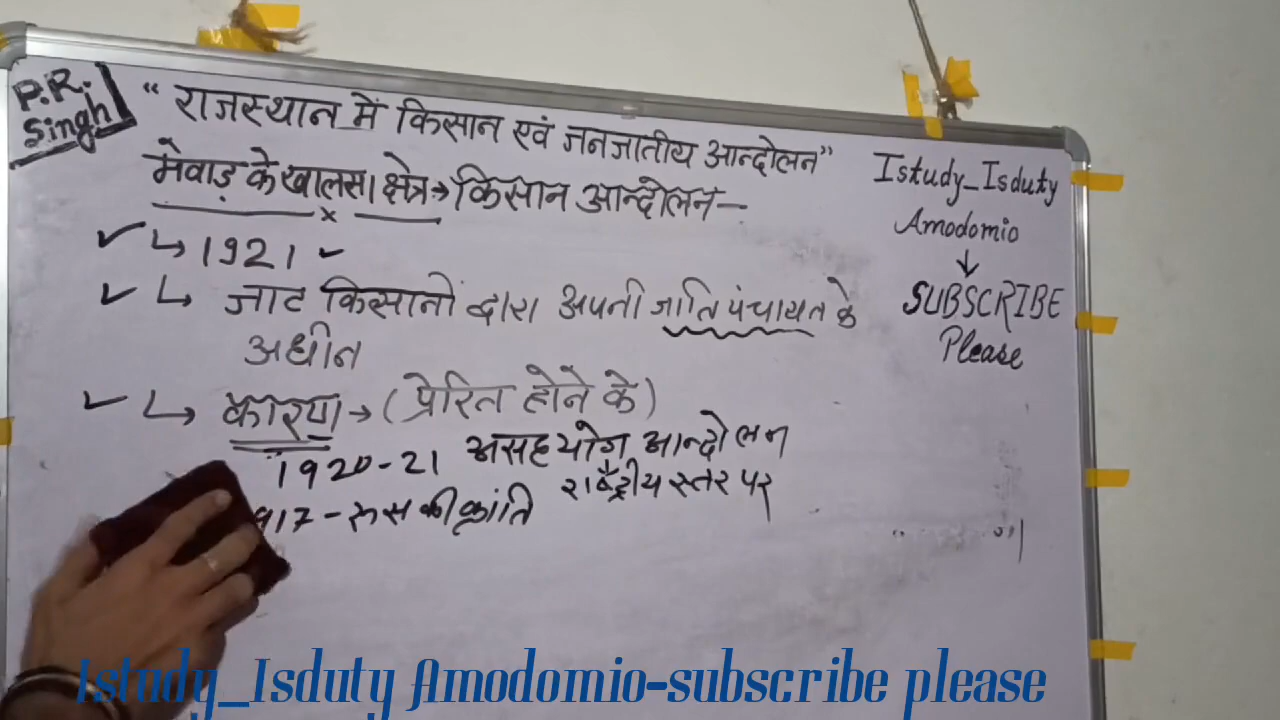 P.R.
Singh
"राजस्थान में किसान एवं जनजातीय आन्दोलन"
मेवाड़ के खालसा क्षेत्र → किसान आन्दोलन -
↳ 1921
↳ जाट किसानों द्वारा अपनी जाति पंचायत के
अधीन
↳ कारण → (प्रेरित होने के)
1920-21 असहयोग आन्दोलन
राष्ट्रीय स्तर पर
917 - रूस की क्रांति
Istudy_Isduty
Amodomio
↓
SUBSCRIBE
Please
Istudy_Isduty Amodomio-subscribe please